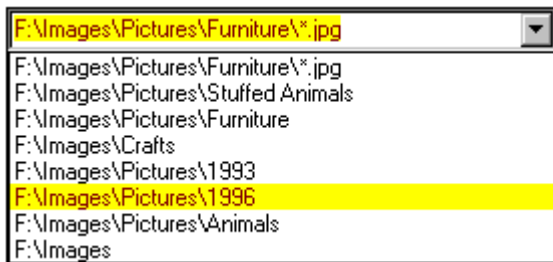 F:\Images\Pictures\Furniture\*.jpg
F:\Images\Pictures\Furniture\*.jpg
F:\Images\Pictures\Stuffed Animals
F:\Images\Pictures\Furniture
F:\Images\Crafts
F:\Images\Pictures\1993
F:\Images\Pictures\1996
F:\Images\Pictures\Animals
F:\Images